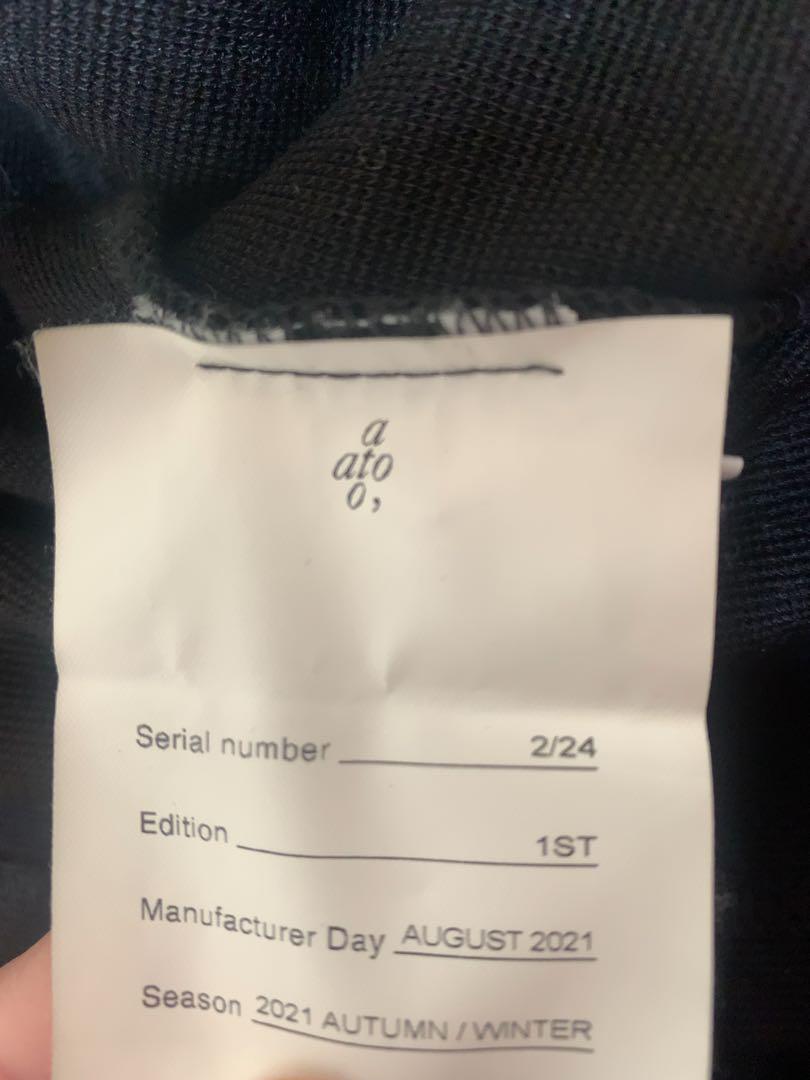 a
ato
o,
Serial number 2/24
Edition 1ST
Manufacturer Day AUGUST 2021
Season 2021 AUTUMN / WINTER